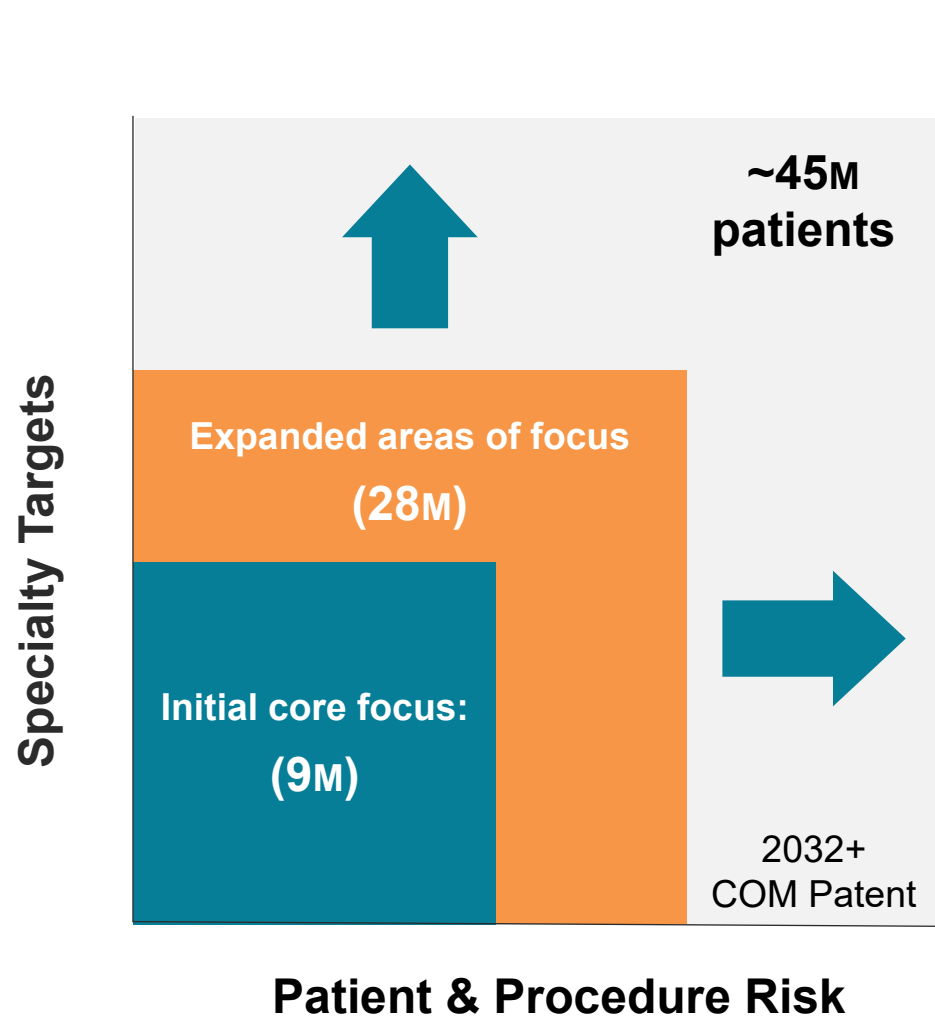 ~45M
patients
Expanded areas of focus
(28M)
Specialty Targets
Initial core focus:
(9M)
2032+
COM Patent
Patient & Procedure Risk